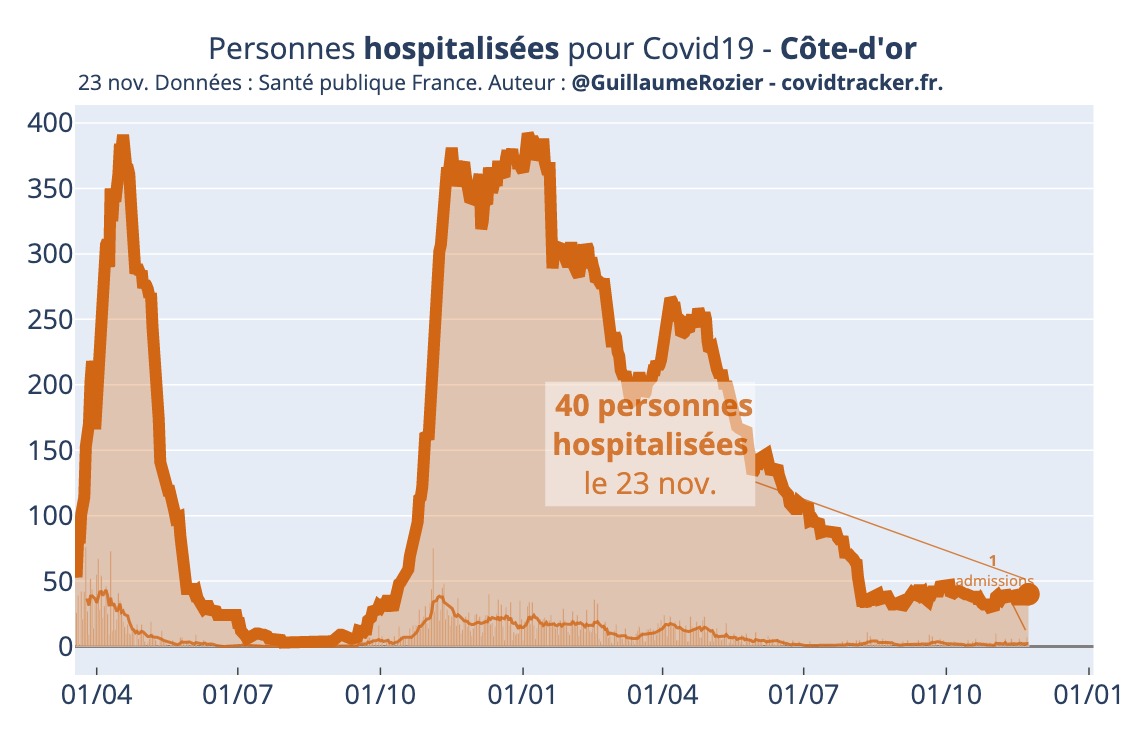 Personnes hospitalisées pour Covid19 - Côte-d'or
23 nov. Données : Santé publique France. Auteur : @GuillaumeRozier - covidtracker.fr.
400
350
300
250
200
150
100
50
0
40 personnes
hospitalisées
le 23 nov.
1
admissions
01/04 01/07 01/10 01/01 01/04 01/07 01/10 01/01